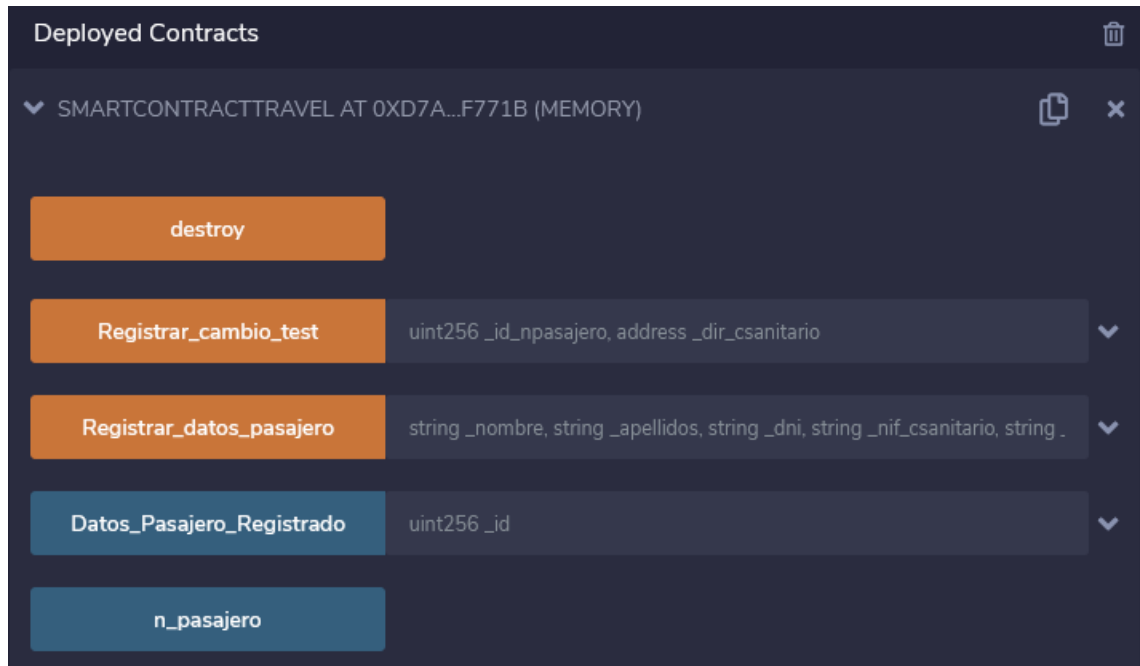 Deployed Contracts
SMARTCONTRACTTRAVEL AT 0XD7A...F771B (MEMORY)
destroy
Registrar_cambio_test uint256 _id_npasajero, address _dir_csanitario
Registrar_datos_pasajero string _nombre, string _apellidos, string _dni, string _nif_csanitario, string _
Datos_Pasajero_Registrado uint256 _id
n_pasajero